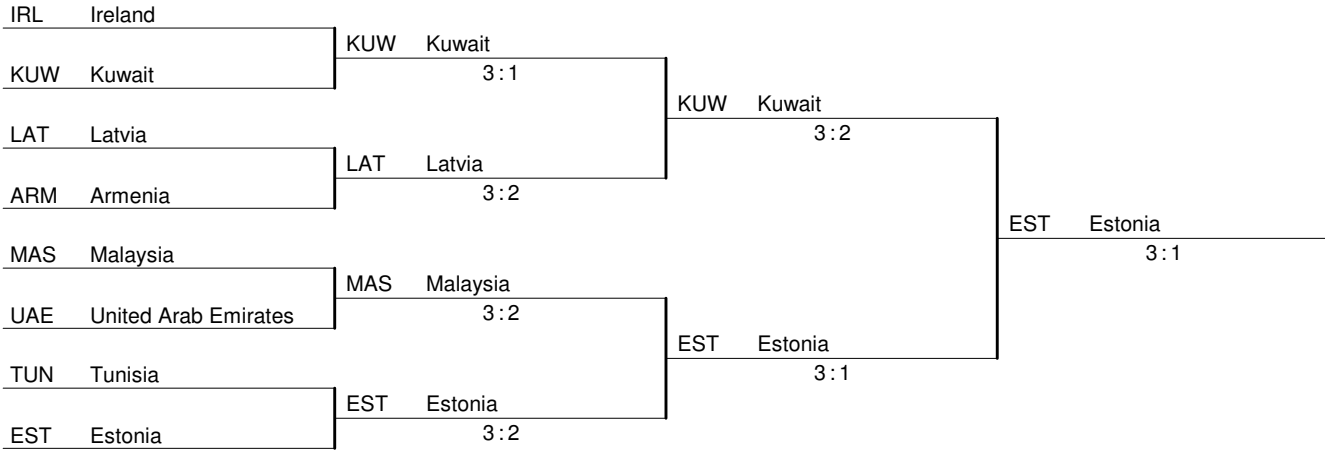 IRL Ireland
KUW Kuwait
3 : 1
KUW Kuwait
KUW Kuwait
3 : 2
LAT Latvia
LAT Latvia
3 : 2
ARM Armenia
EST Estonia
3 : 1
MAS Malaysia
MAS Malaysia
3 : 2
UAE United Arab Emirates
EST Estonia
3 : 1
TUN Tunisia
EST Estonia
3 : 2
EST Estonia